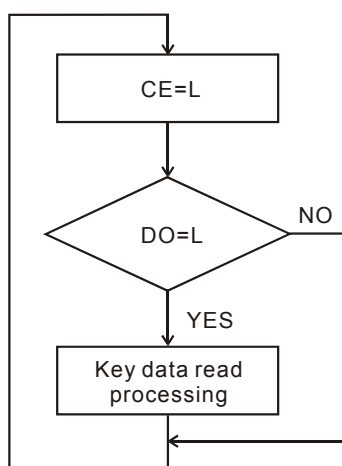 CE=L
DO=L
NO
YES
Key data read
processing